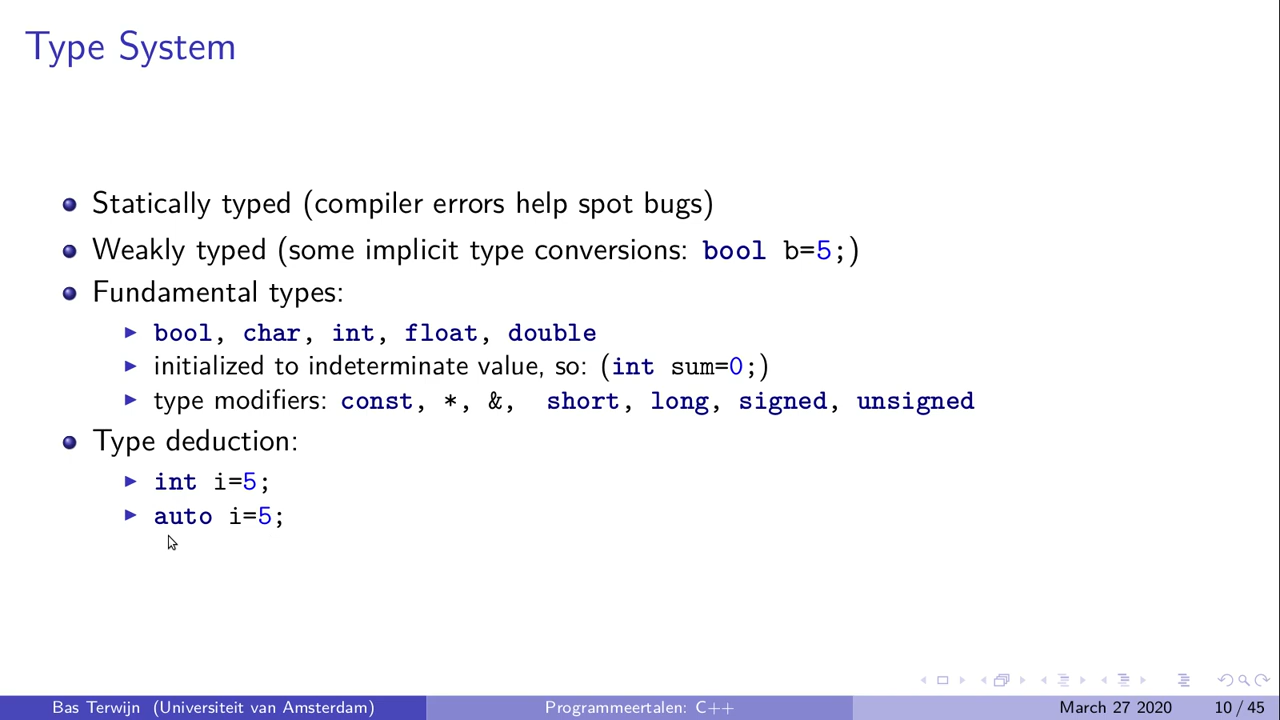 Type System
Statically typed (compiler errors help spot bugs)
Weakly typed (some implicit type conversions: bool b=5;)
Fundamental types:
bool, char, int, float, double
initialized to indeterminate value, so: (int sum=0;)
type modifiers: const, *, &, short, long, signed, unsigned
Type deduction:
int i=5;
auto i=5;
Bas Terwijn (Universiteit van Amsterdam) Programmeertalen: C++ March 27 2020 10 / 45